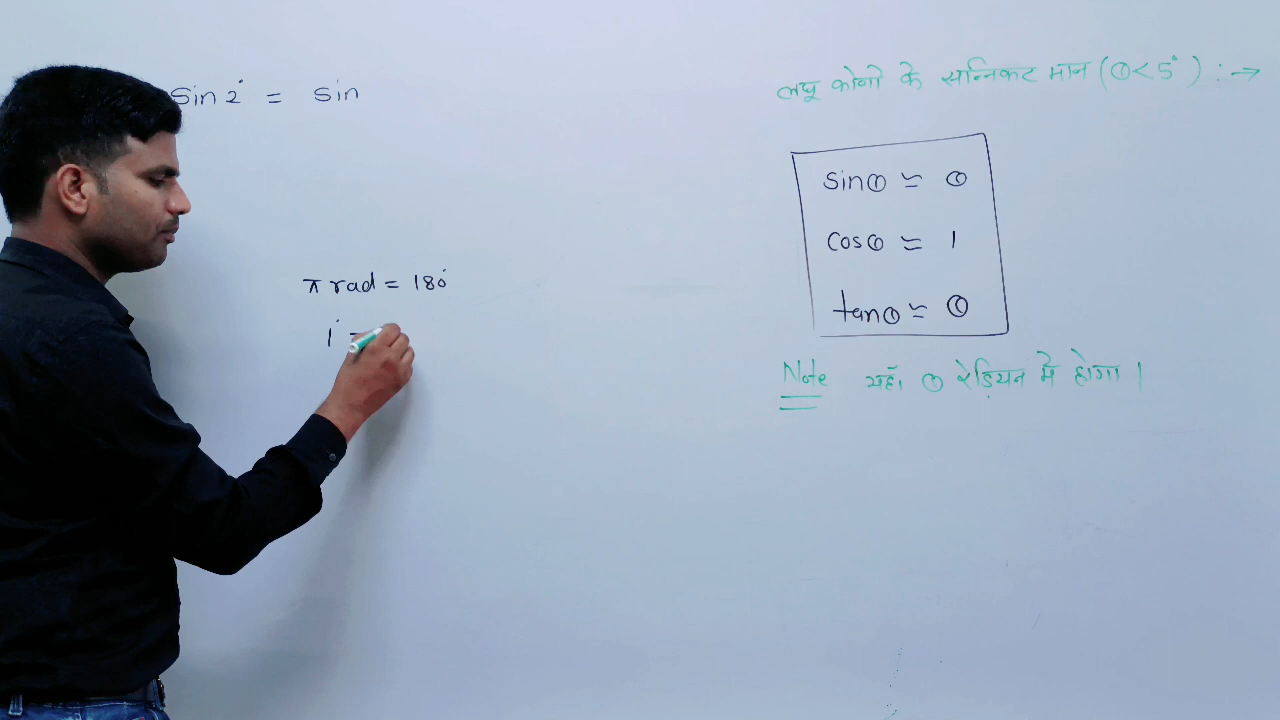 sin 2° = sin
π rad = 180°
1° =
लघु कोणों के सन्निकट मान (θ < 5°) : →
sinθ ≃ θ
cosθ ≃ 1
tanθ ≃ θ
Note यहाँ θ रेडियन मे होगा ।